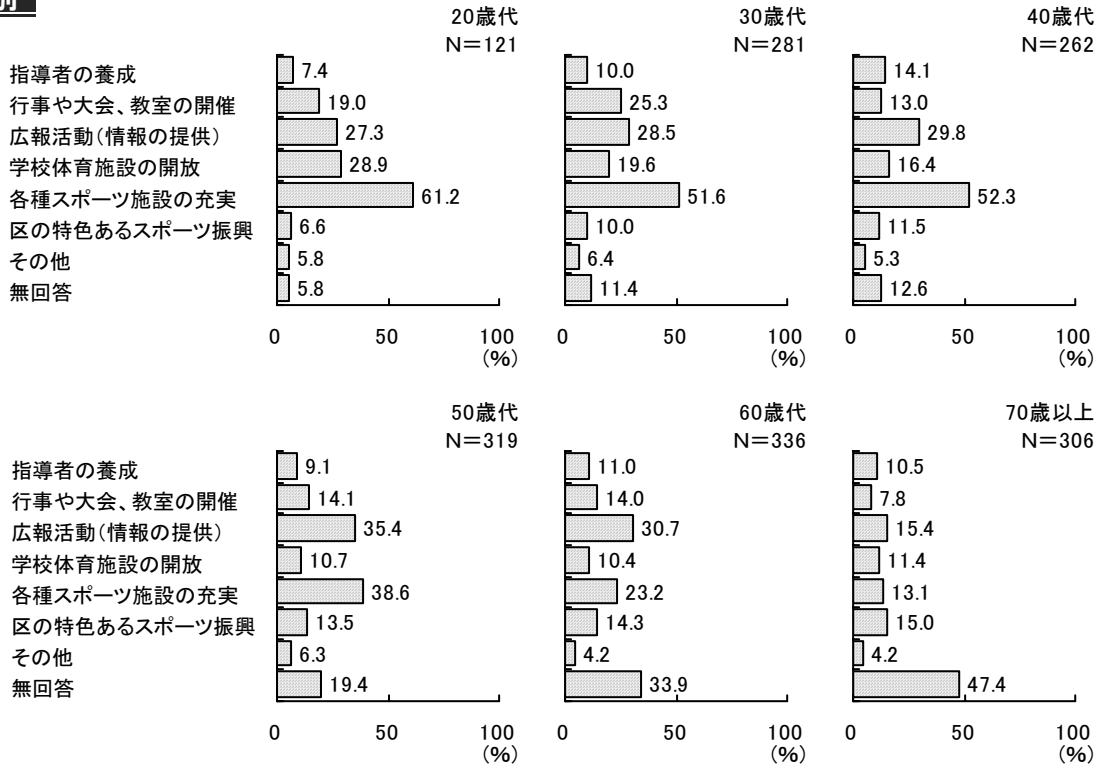 別
20歳代
N=121
30歳代
N=281
40歳代
N=262
指導者の養成 7.4 10.0 14.1
行事や大会、教室の開催 19.0 25.3 13.0
広報活動(情報の提供) 27.3 28.5 29.8
学校体育施設の開放 28.9 19.6 16.4
各種スポーツ施設の充実 61.2 51.6 52.3
区の特色あるスポーツ振興 6.6 10.0 11.5
その他 5.8 6.4 5.3
無回答 5.8 11.4 12.6
0 50 100 0 50 100 0 50 100
(%) (%) (%)
50歳代
N=319
60歳代
N=336
70歳以上
N=306
指導者の養成 9.1 11.0 10.5
行事や大会、教室の開催 14.1 14.0 7.8
広報活動(情報の提供) 35.4 30.7 15.4
学校体育施設の開放 10.7 10.4 11.4
各種スポーツ施設の充実 38.6 23.2 13.1
区の特色あるスポーツ振興 13.5 14.3 15.0
その他 6.3 4.2 4.2
無回答 19.4 33.9 47.4
0 50 100 0 50 100 0 50 100
(%) (%) (%)